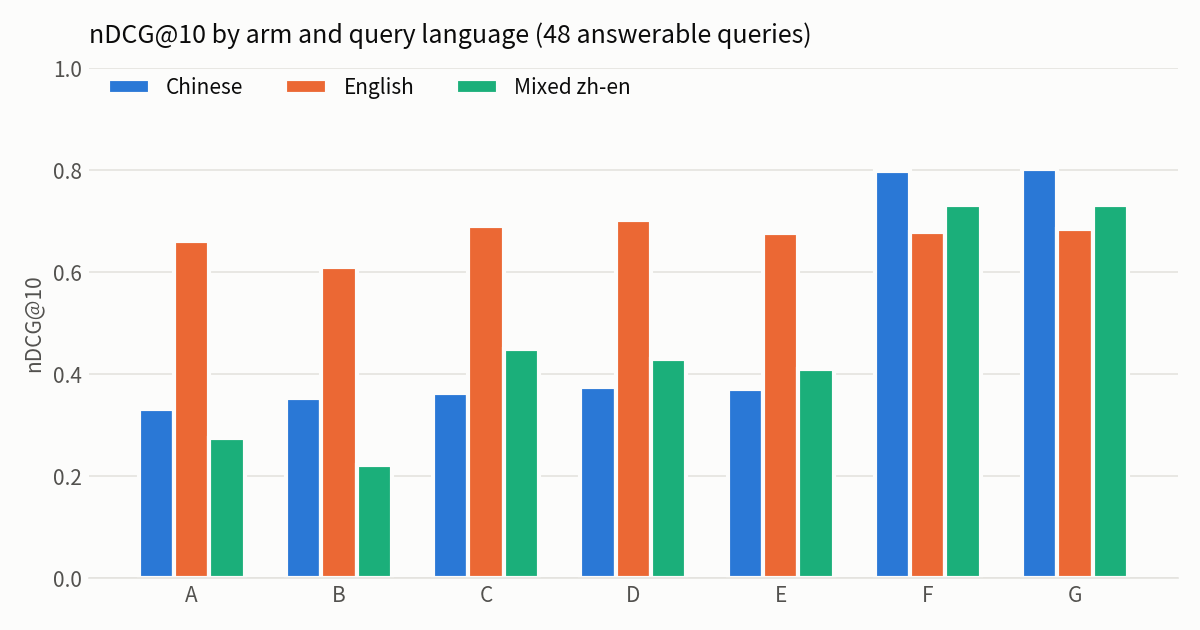 nDCG@10 by arm and query language (48 answerable queries)
Chinese English Mixed zh-en
1.0
0.8
0.6
0.4
0.2
0.0
nDCG@10
A B C D E F G